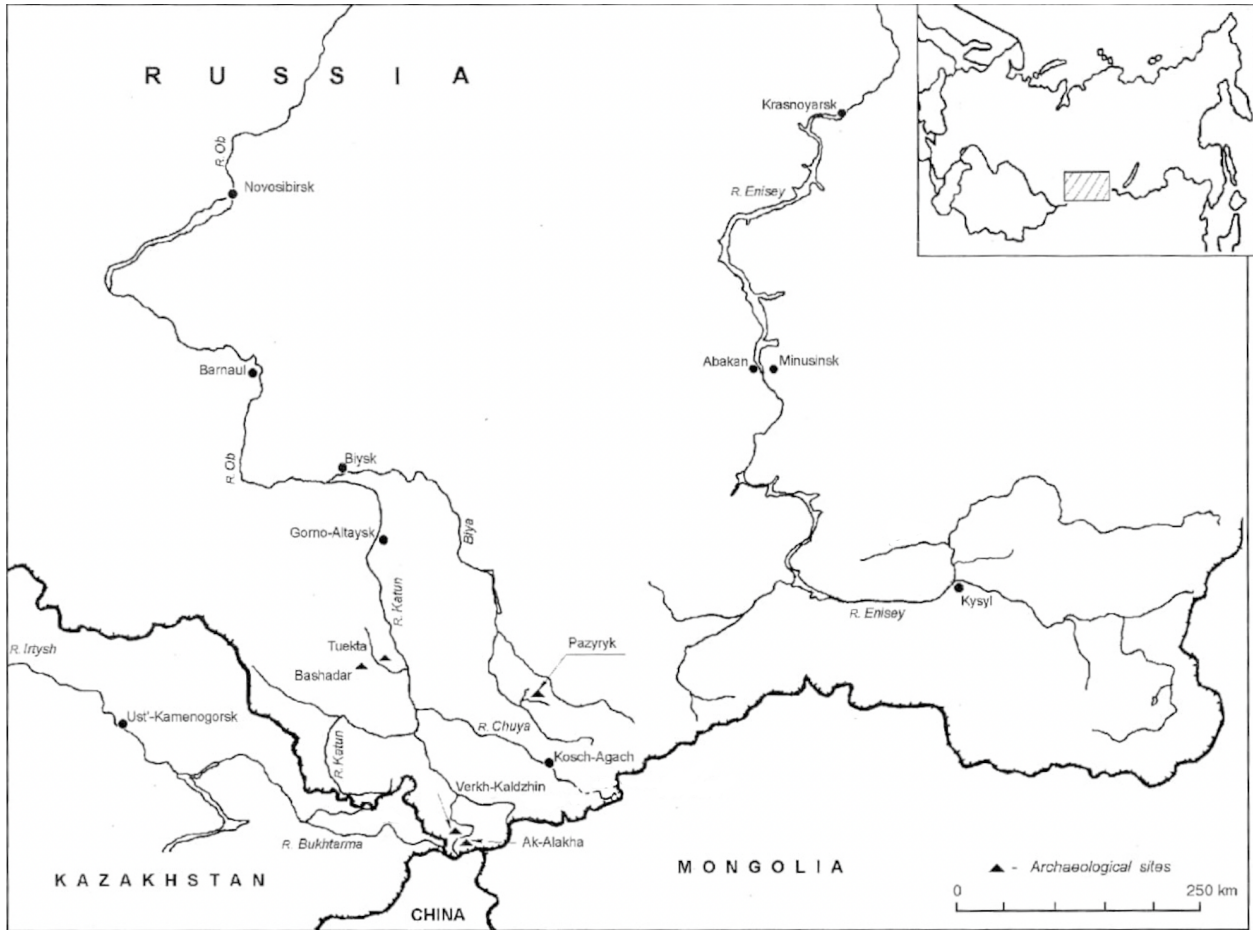 R U S S I A
Krasnoyarsk
R. Ob
Novosibirsk
R. Enisey
Barnaul
Abakan
Minusinsk
R. Ob
Biysk
Biya
Gorno-Altaysk
R. Katun
R. Enisey
Kysyl
Tuekta
Pazyryk
R. Irtysh
Bashadar
Ust'-Kamenogorsk
R. Chuya
R. Katun
Kosch-Agach
Verkh-Kaldzhin
R. Bukhtarma
Ak-Alakha
KAZAKHSTAN
MONGOLIA
- Archaeological sites
CHINA
0
250 km